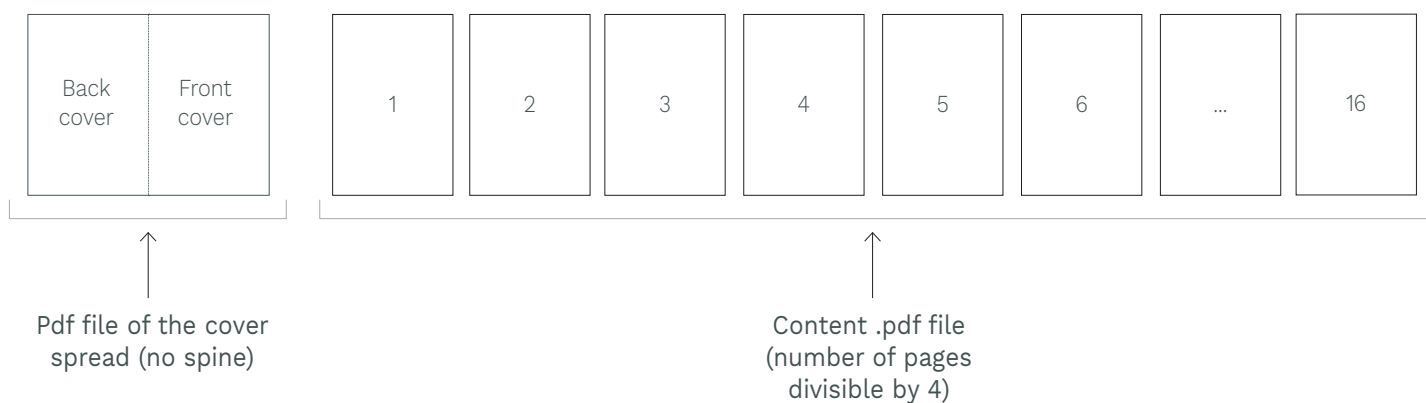 Back
cover
Front
cover
1
2
3
4
5
6
...
16
Pdf file of the cover
spread (no spine)
Content .pdf file
(number of pages
divisible by 4)